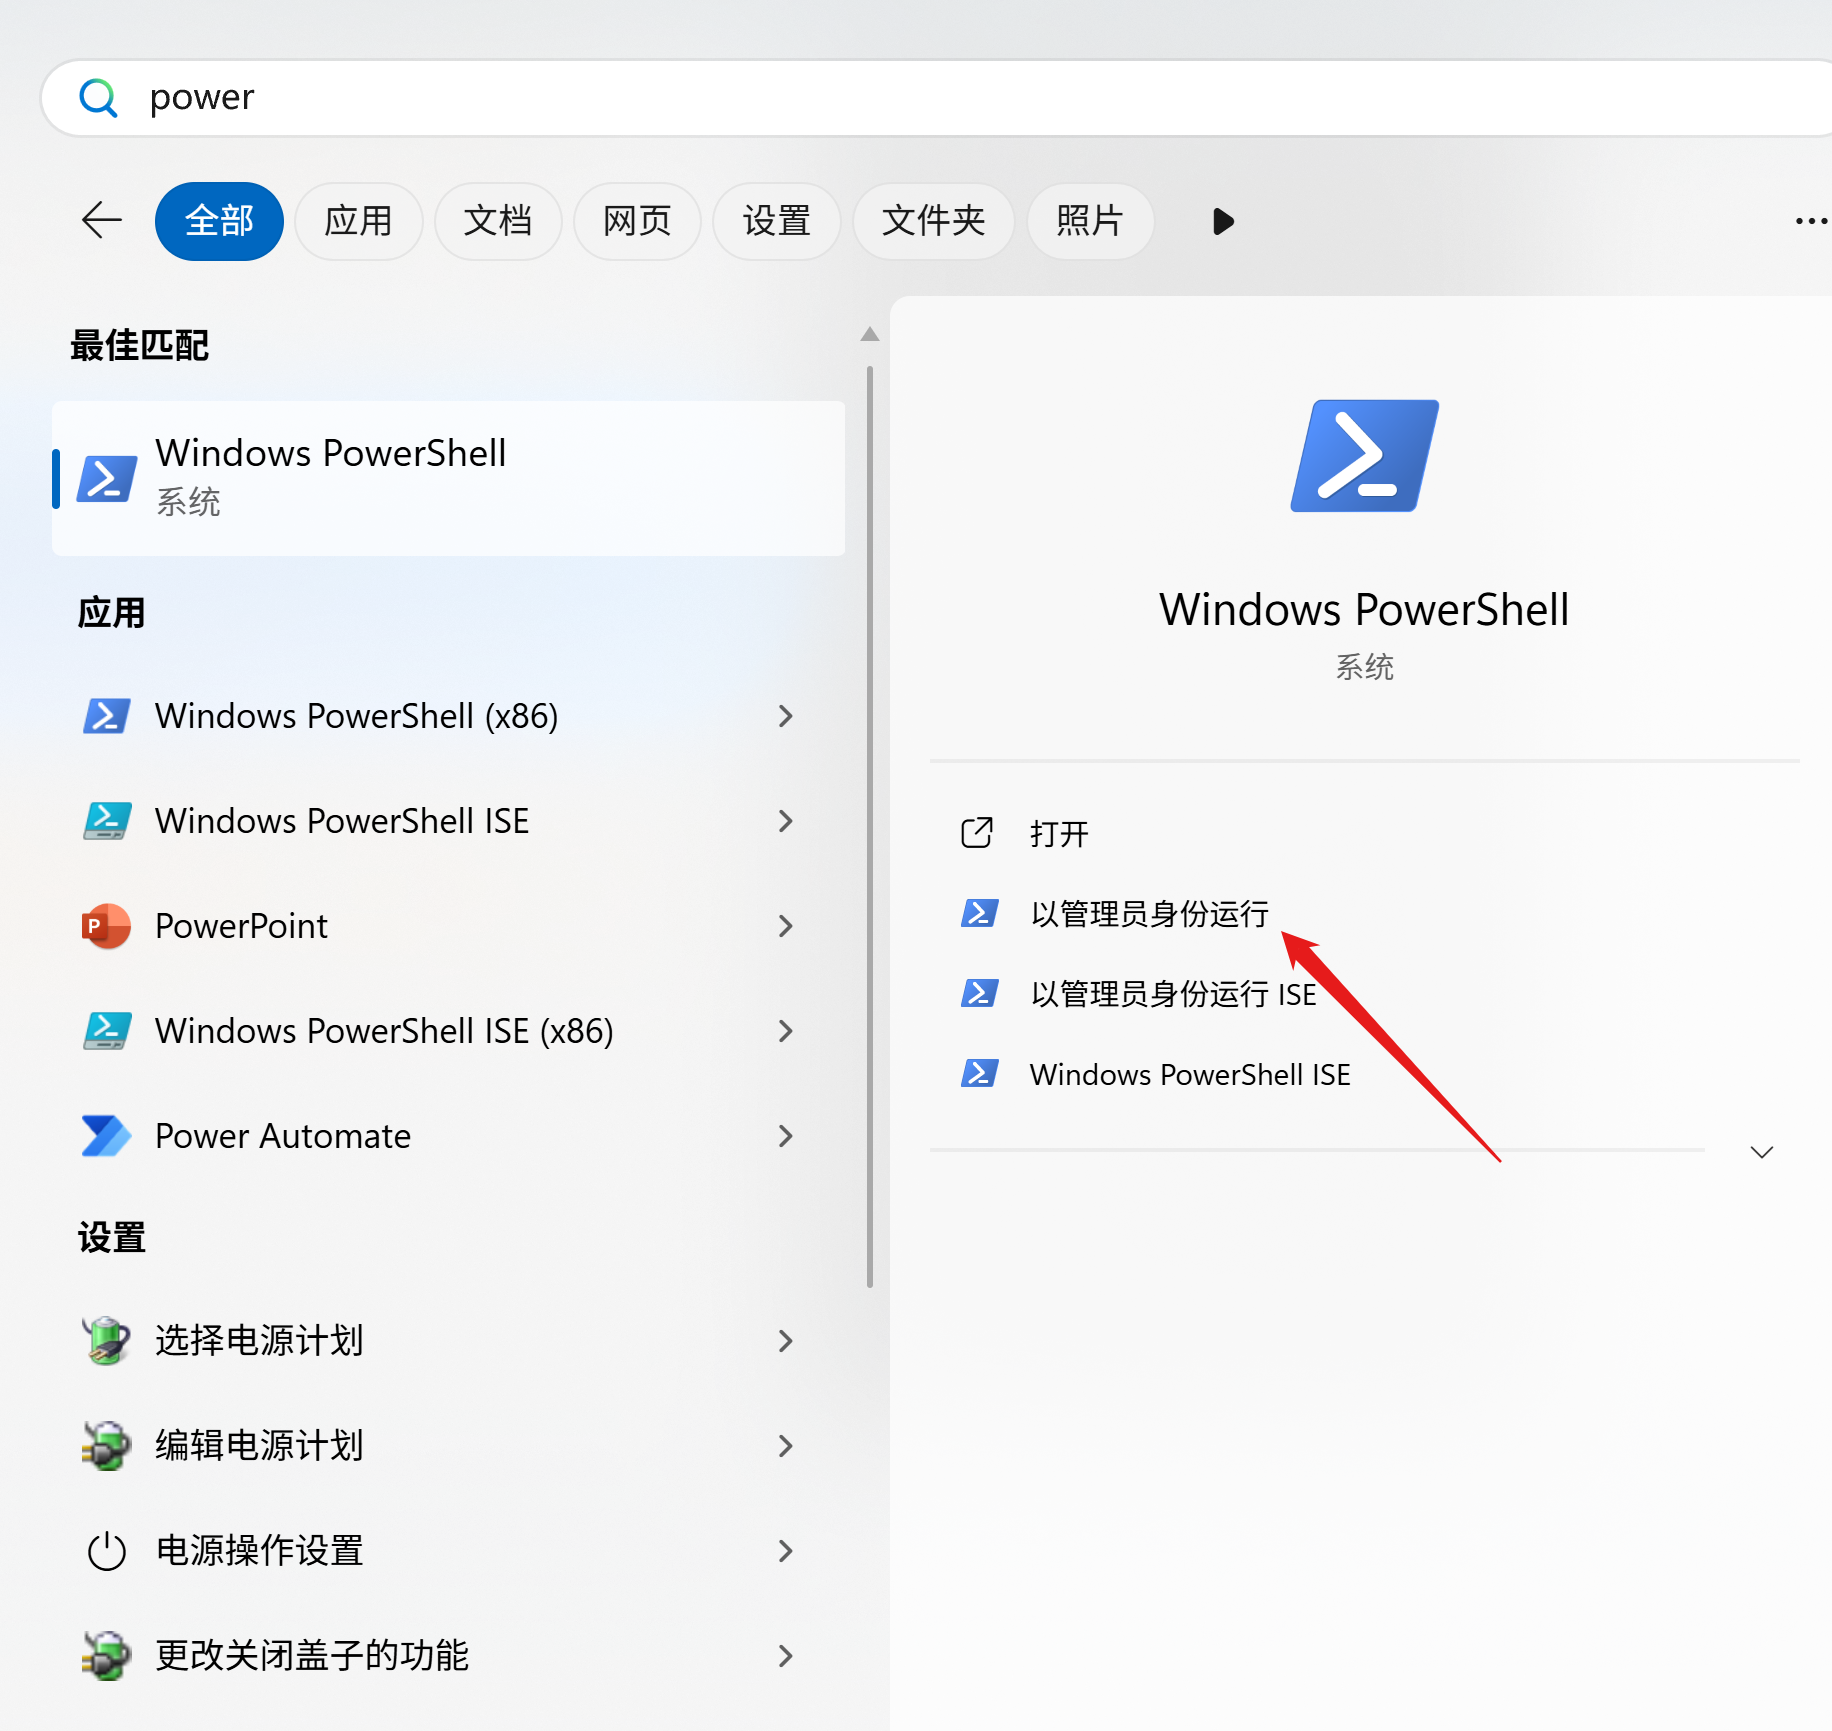 power
全部 应用 文档 网页 设置 文件夹 照片
最佳匹配
Windows PowerShell
系统
应用
Windows PowerShell (x86)
Windows PowerShell ISE
PowerPoint
Windows PowerShell ISE (x86)
Power Automate
设置
选择电源计划
编辑电源计划
电源操作设置
更改关闭盖子的功能
Windows PowerShell
系统
打开
以管理员身份运行
以管理员身份运行 ISE
Windows PowerShell ISE